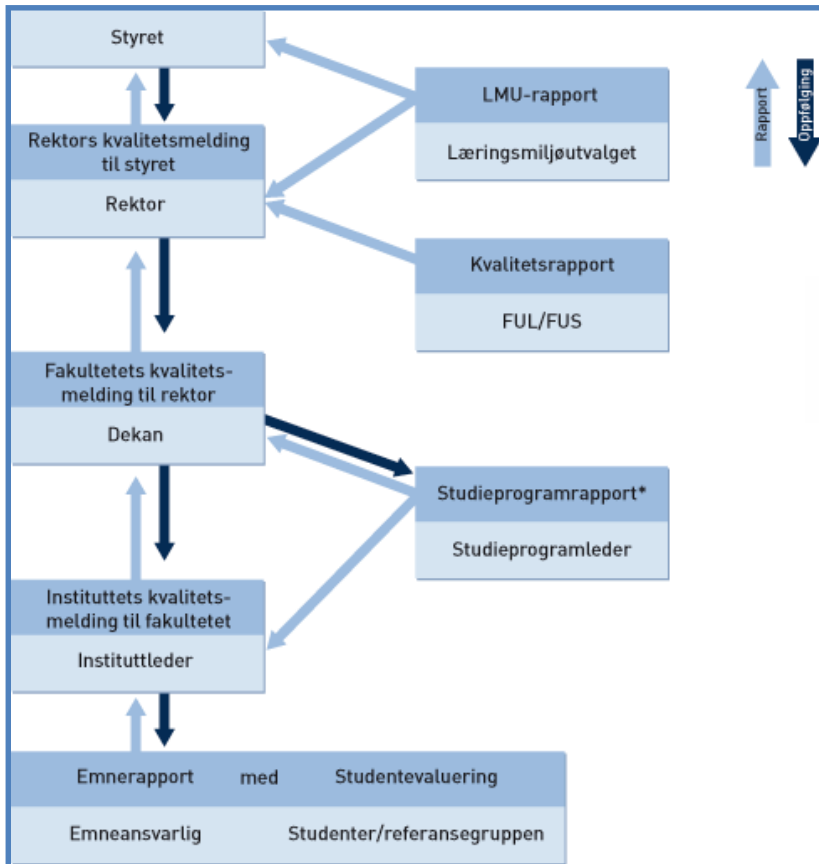 Styret
Rektors kvalitetsmelding
til styret
Rektor
LMU-rapport
Læringsmiljøutvalget
Rapport
Oppfølging
Kvalitetsrapport
FUL/FUS
Fakultetets kvalitets-
melding til rektor
Dekan
Studieprogramrapport*
Studieprogramleder
Instituttets kvalitets-
melding til fakultetet
Instituttleder
Emnerapport med Studentevaluering
Emneansvarlig Studenter/referansegruppen